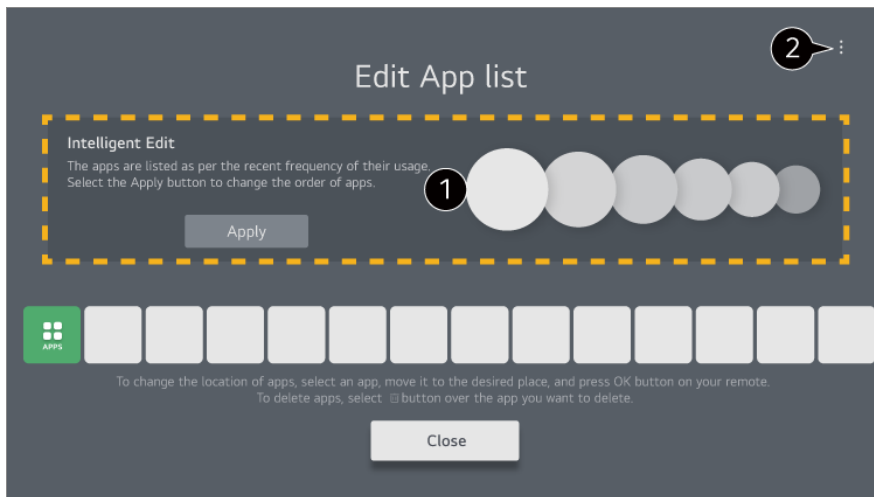 2
Edit App list
Intelligent Edit
The apps are listed as per the recent frequency of their usage.
Select the Apply button to change the order of apps.
1
Apply
APPS
To change the location of apps, select an app, move it to the desired place, and press OK button on your remote.
To delete apps, select button over the app you want to delete.
Close